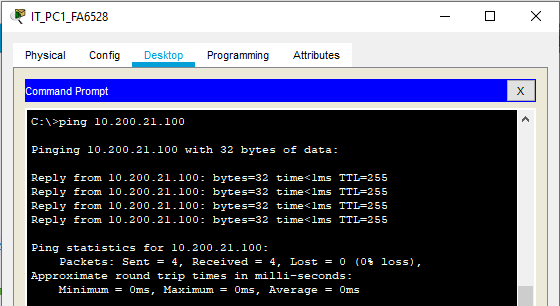 IT_PC1_FA6528
Physical Config Desktop Programming Attributes
Command Prompt X
C:\>ping 10.200.21.100
Pinging 10.200.21.100 with 32 bytes of data:
Reply from 10.200.21.100: bytes=32 time<1ms TTL=255
Reply from 10.200.21.100: bytes=32 time<1ms TTL=255
Reply from 10.200.21.100: bytes=32 time<1ms TTL=255
Reply from 10.200.21.100: bytes=32 time<1ms TTL=255
Ping statistics for 10.200.21.100:
Packets: Sent = 4, Received = 4, Lost = 0 (0% loss),
Approximate round trip times in milli-seconds:
Minimum = 0ms, Maximum = 0ms, Average = 0ms